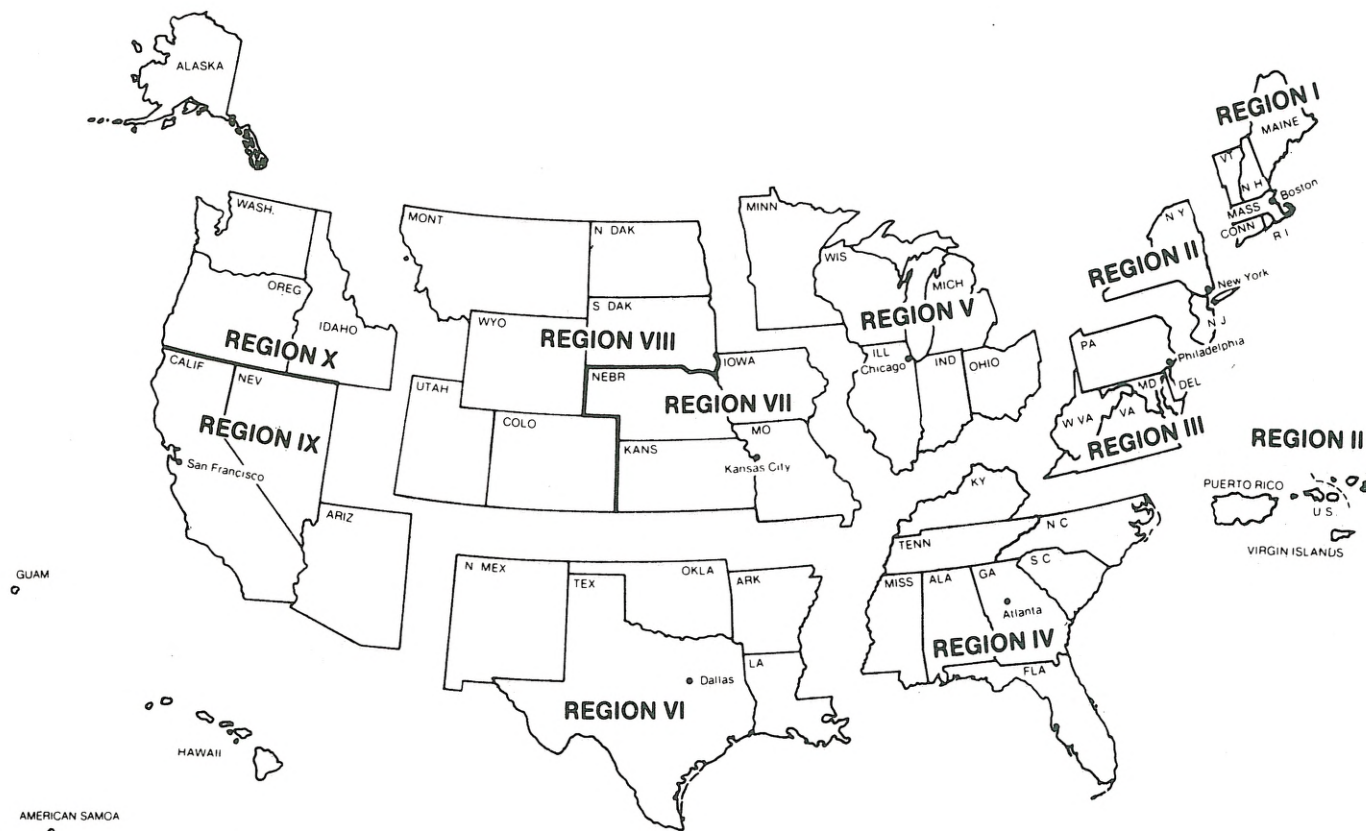 ALASKA
REGION I
MAINE
VT
N H
Boston
MASS
CONN
R I
WASH.
MONT
N DAK
MINN
N Y
WIS
REGION II
MICH
New York
OREG
S DAK
REGION V
N J
IDAHO
WYO
REGION VIII
PA
REGION X
ILL
Chicago
IND
OHIO
Philadelphia
CALIF
NEV
UTAH
NEBR
IOWA
MD
DEL
REGION VII
W VA
VA
REGION IX
COLO
MO
REGION III
REGION II
KANS
Kansas City
San Francisco
KY
PUERTO RICO
U.S.
VIRGIN ISLANDS
ARIZ
N C
TENN
S C
GUAM
N MEX
TEX
OKLA
ARK
MISS
ALA
GA
Atlanta
REGION IV
LA
FLA
Dallas
REGION VI
HAWAII
AMERICAN SAMOA